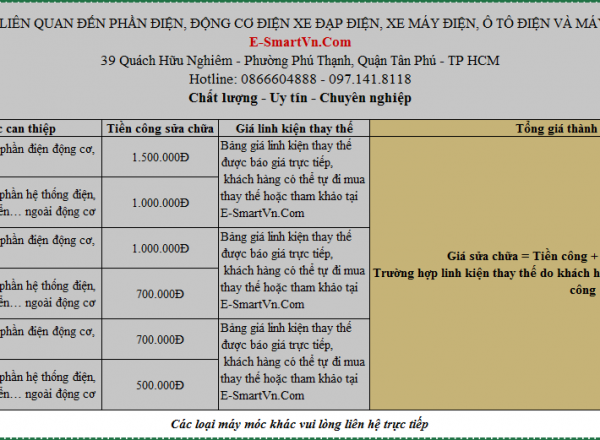 LIÊN QUAN ĐẾN PHẦN ĐIỆN, ĐỘNG CƠ ĐIỆN XE ĐẠP ĐIỆN, XE MÁY ĐIỆN, Ô TÔ ĐIỆN VÀ MÁY
E-SmartVn.Com
39 Quách Hữu Nghiêm - Phường Phú Thạnh, Quận Tân Phú - TP HCM
Hotline: 0866604888 - 097.141.8118
Chất lượng - Uy tín - Chuyên nghiệp
c can thiệp Tiền công sửa chữa Giá linh kiện thay thế Tổng giá thành
phần điện động cơ,
1.500.000Đ
Bảng giá linh kiện thay thế
được báo giá trực tiếp,
khách hàng có thể tự đi mua
thay thế hoặc tham khảo tại
E-SmartVn.Com
phần hệ thống điện,
ển… ngoài động cơ
1.000.000Đ
phần điện động cơ,
1.000.000Đ
Bảng giá linh kiện thay thế
được báo giá trực tiếp,
khách hàng có thể tự đi mua
thay thế hoặc tham khảo tại
E-SmartVn.Com
phần hệ thống điện,
ển… ngoài động cơ
700.000Đ
phần điện động cơ,
700.000Đ
Bảng giá linh kiện thay thế
được báo giá trực tiếp,
khách hàng có thể tự đi mua
thay thế hoặc tham khảo tại
E-SmartVn.Com
phần hệ thống điện,
ển… ngoài động cơ
500.000Đ
Giá sửa chữa = Tiền công +
Trường hợp linh kiện thay thế do khách h
công
Các loại máy móc khác vui lòng liên hệ trực tiếp